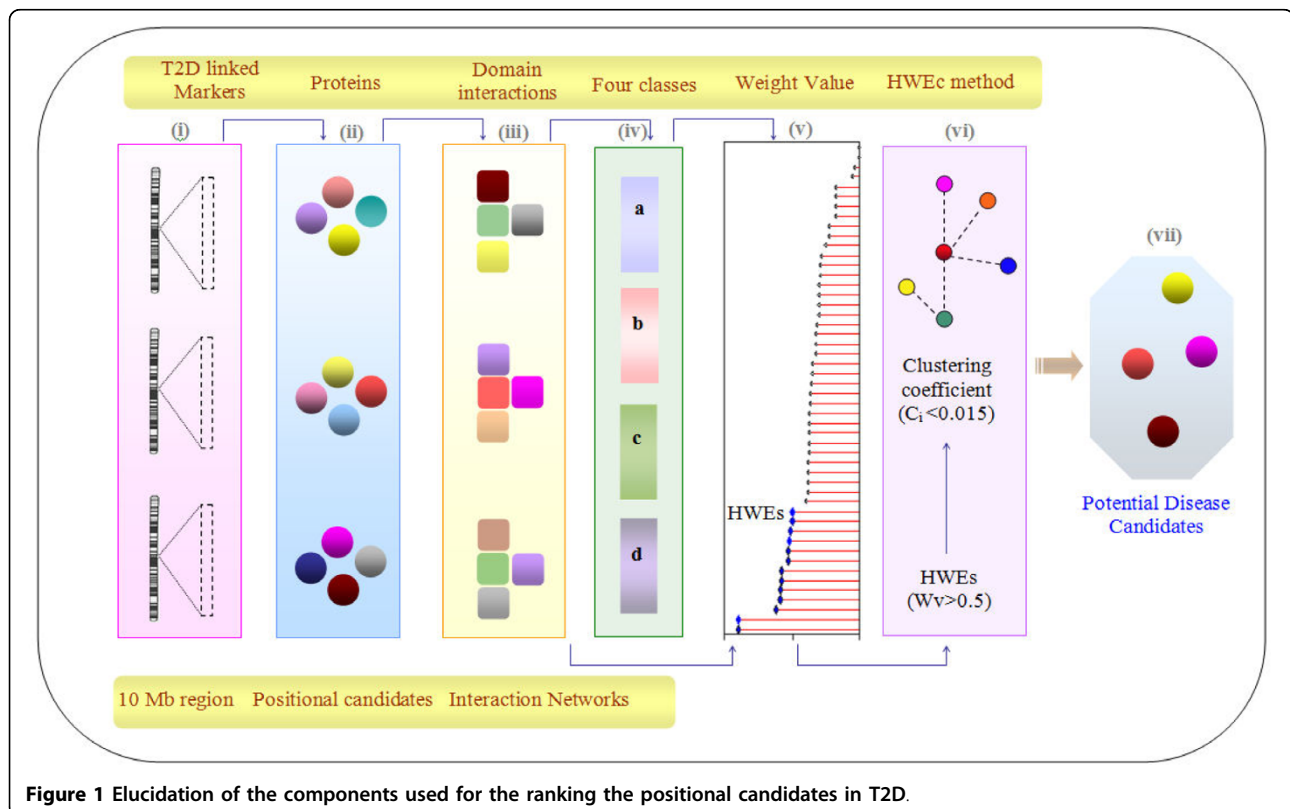 T2D linked
Markers
Proteins
Domain
interactions
Four classes
Weight Value
HWEc method
(i)
(ii)
(iii)
(iv)
(v)
(vi)
(vii)
a
b
c
d
HWEs
Clustering
coefficient
(Ci<0.015)
HWEs
(Wv>0.5)
Potential Disease
Candidates
10 Mb region
Positional candidates
Interaction Networks
Figure 1 Elucidation of the components used for the ranking the positional candidates in T2D.